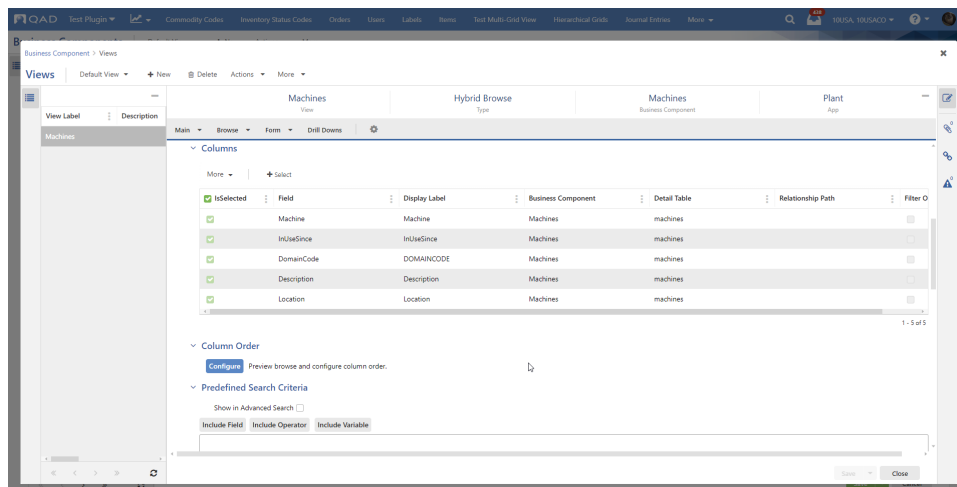 QAD Test Plugin Commodity Codes Inventory Status Codes Orders Users Labels Items Test Multi-Grid View Hierarchical Grids Journal Entries More 10USA, 10USACO
Business Component > Views
Views Default View New Delete Actions More
Machines Hybrid Browse Machines Plant
View Type Business Component App
View Label Description
Machines
Main Browse Form Drill Downs
Columns
More Select
IsSelected Field Display Label Business Component Detail Table Relationship Path Filter O
Machine Machine Machines machines
InUseSince InUseSince Machines machines
DomainCode DOMAINCODE Machines machines
Description Description Machines machines
Location Location Machines machines
1 - 5 of 5
Column Order
Configure Preview browse and configure column order.
Predefined Search Criteria
Show in Advanced Search
Include Field Include Operator Include Variable
Save Close